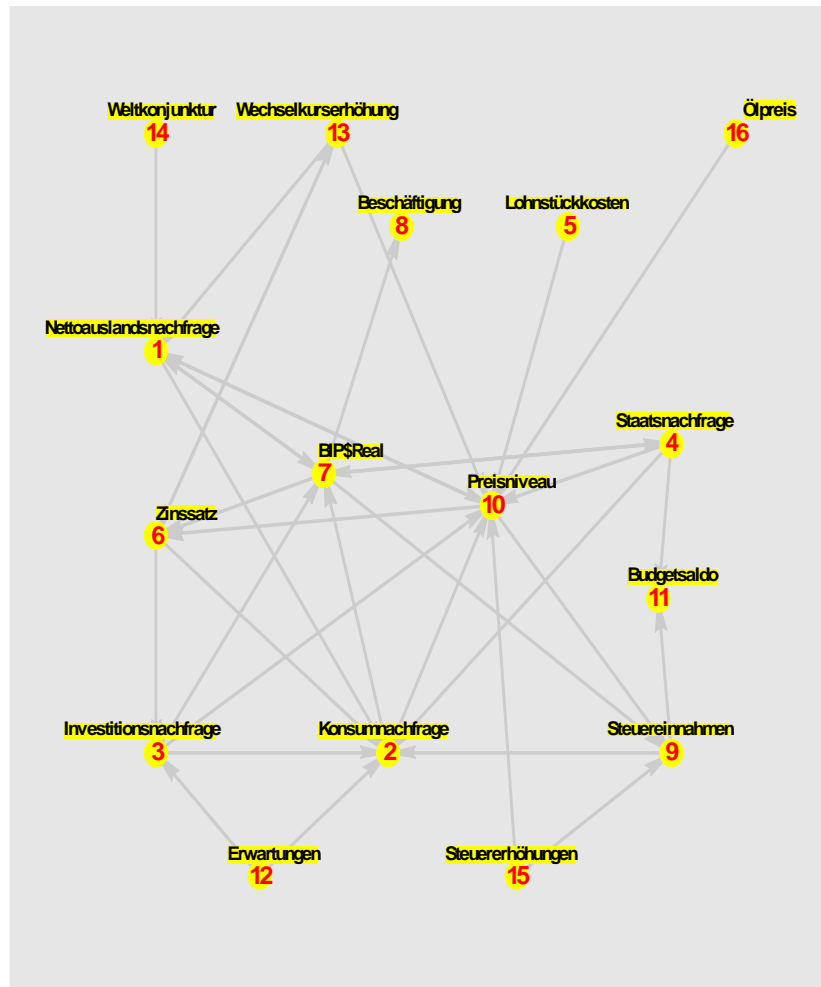 Weltkonjunktur
14
Wechselkurserhöhung
13
Ölpreis
16
Beschäftigung
8
Lohnstückkosten
5
Nettoauslandsnachfrage
1
Staatsnachfrage
4
BIP$Real
7
Preisniveau
10
Zinssatz
6
Budgetsaldo
11
Investitionsnachfrage
3
Konsumnachfrage
2
Steuereinnahmen
9
Erwartungen
12
Steuererhöhungen
15